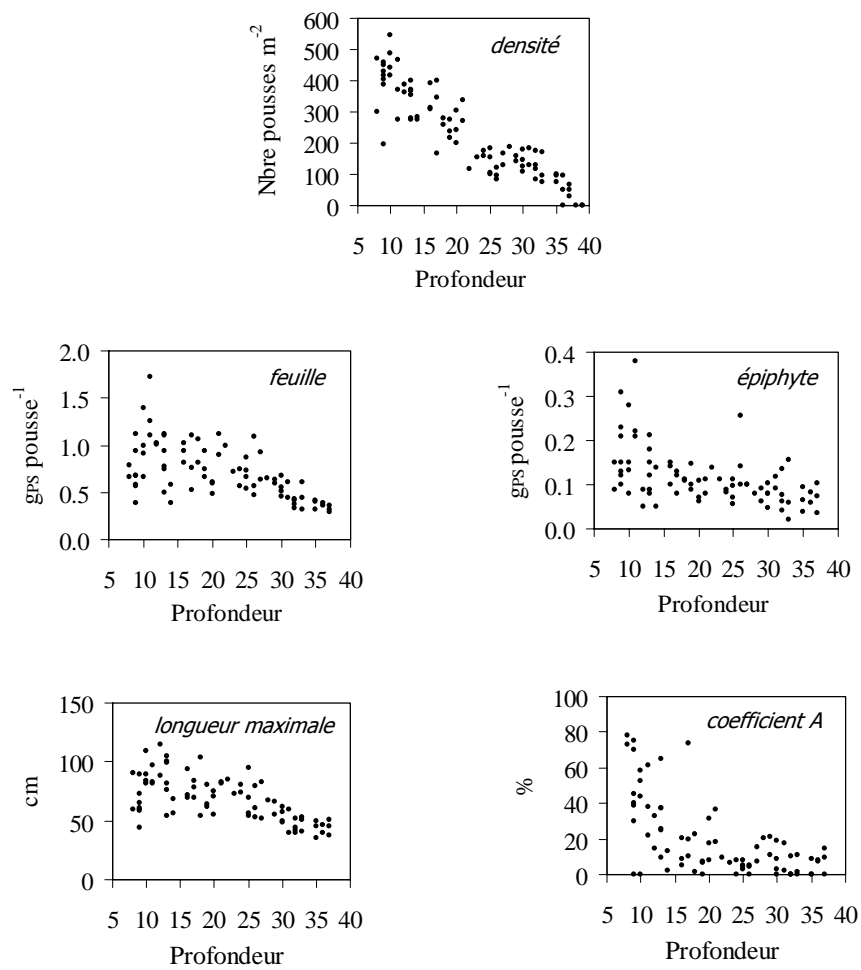 densité
Nbre pousses m-2
600
500
400
300
200
100
0
5 10 15 20 25 30 35 40
Profondeur
feuille
gPS pousse-1
2.0
1.5
1.0
0.5
0.0
5 10 15 20 25 30 35 40
Profondeur
épiphyte
gPS pousse-1
0.4
0.3
0.2
0.1
0.0
5 10 15 20 25 30 35 40
Profondeur
longueur maximale
cm
150
100
50
0
5 10 15 20 25 30 35 40
Profondeur
coefficient A
%
100
80
60
40
20
0
5 10 15 20 25 30 35 40
Profondeur